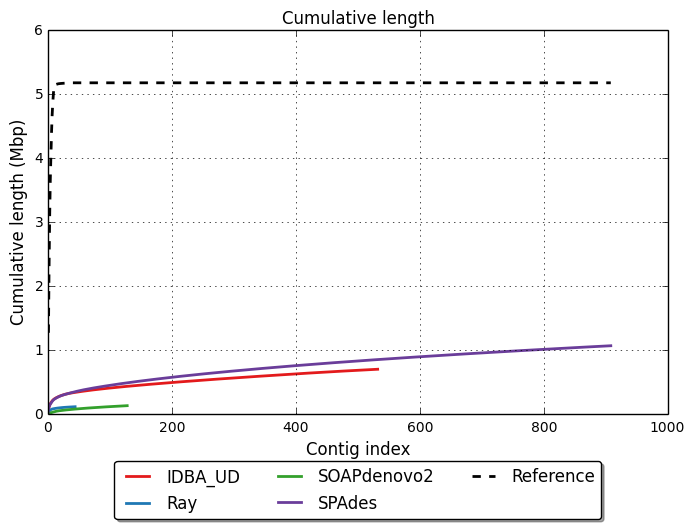 Cumulative length
6
5
4
3
2
1
0
Cumulative length (Mbp)
0 200 400 600 800 1000
Contig index
IDBA_UD SOAPdenovo2 Reference
Ray SPAdes